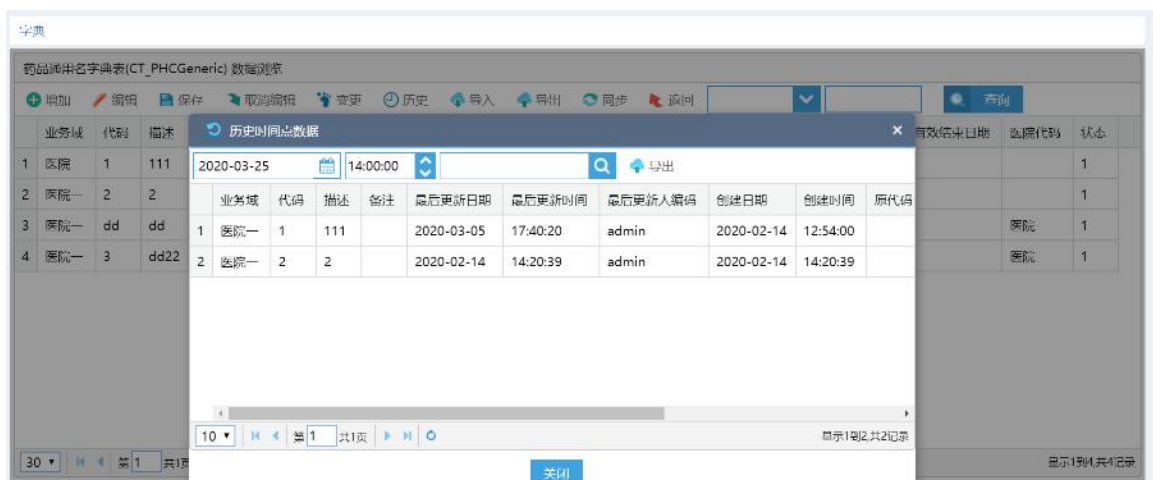 字典
药品通用名字典表(CT_PHCGeneric) 数据浏览
增加 编辑 保存 取消编辑 变更 历史 导入 导出 同步 返回 查询
业务域 代码 描述 有效结束日期 医院代码 状态
1 医院 1 111 1
2 医院一 2 2 1
3 医院一 dd dd 医院 1
4 医院一 3 dd22 医院 1
历史时间点数据 ×
2020-03-25 14:00:00 导出
业务域 代码 描述 备注 最后更新日期 最后更新时间 最后更新人编码 创建日期 创建时间 原代码
1 医院一 1 111 2020-03-05 17:40:20 admin 2020-02-14 12:54:00
2 医院一 2 2 2020-02-14 14:20:39 admin 2020-02-14 14:20:39
10 第 1 共1页 显示1到2,共2记录
关闭
30 第 1 共1页 显示1到4,共4记录